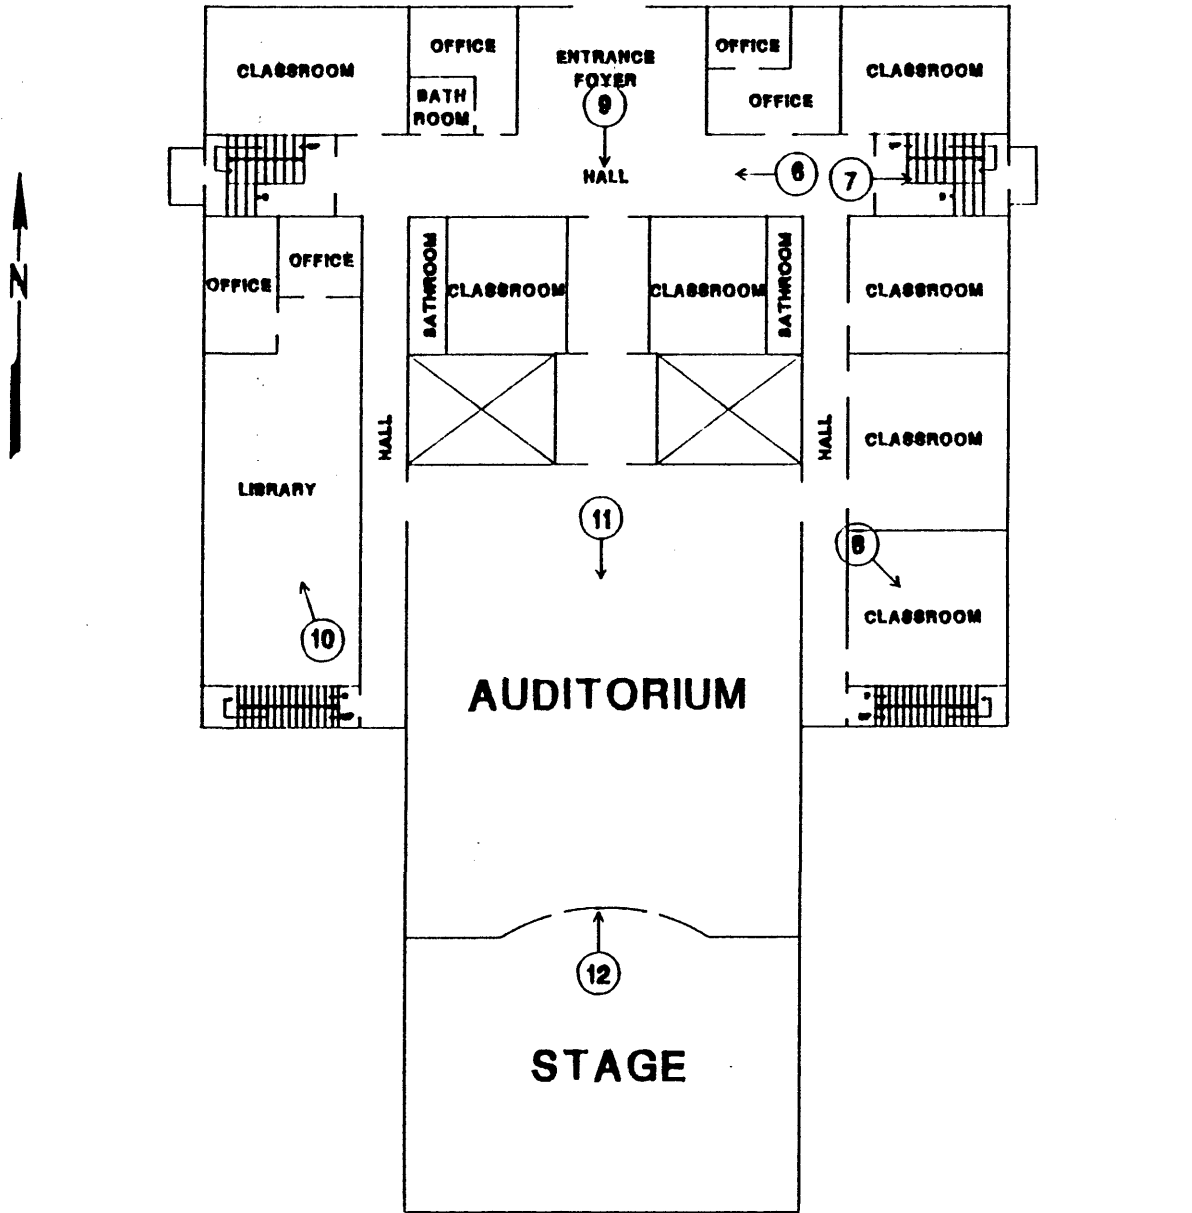 CLASSROOM
OFFICE
ENTRANCE
FOYER
OFFICE
CLASSROOM
BATH
ROOM
9
OFFICE
HALL
6
7
N
OFFICE
OFFICE
BATHROOM
CLASSROOM
CLASSROOM
BATHROOM
CLASSROOM
HALL
HALL
CLASSROOM
LIBRARY
11
8
CLASSROOM
10
AUDITORIUM
12
STAGE